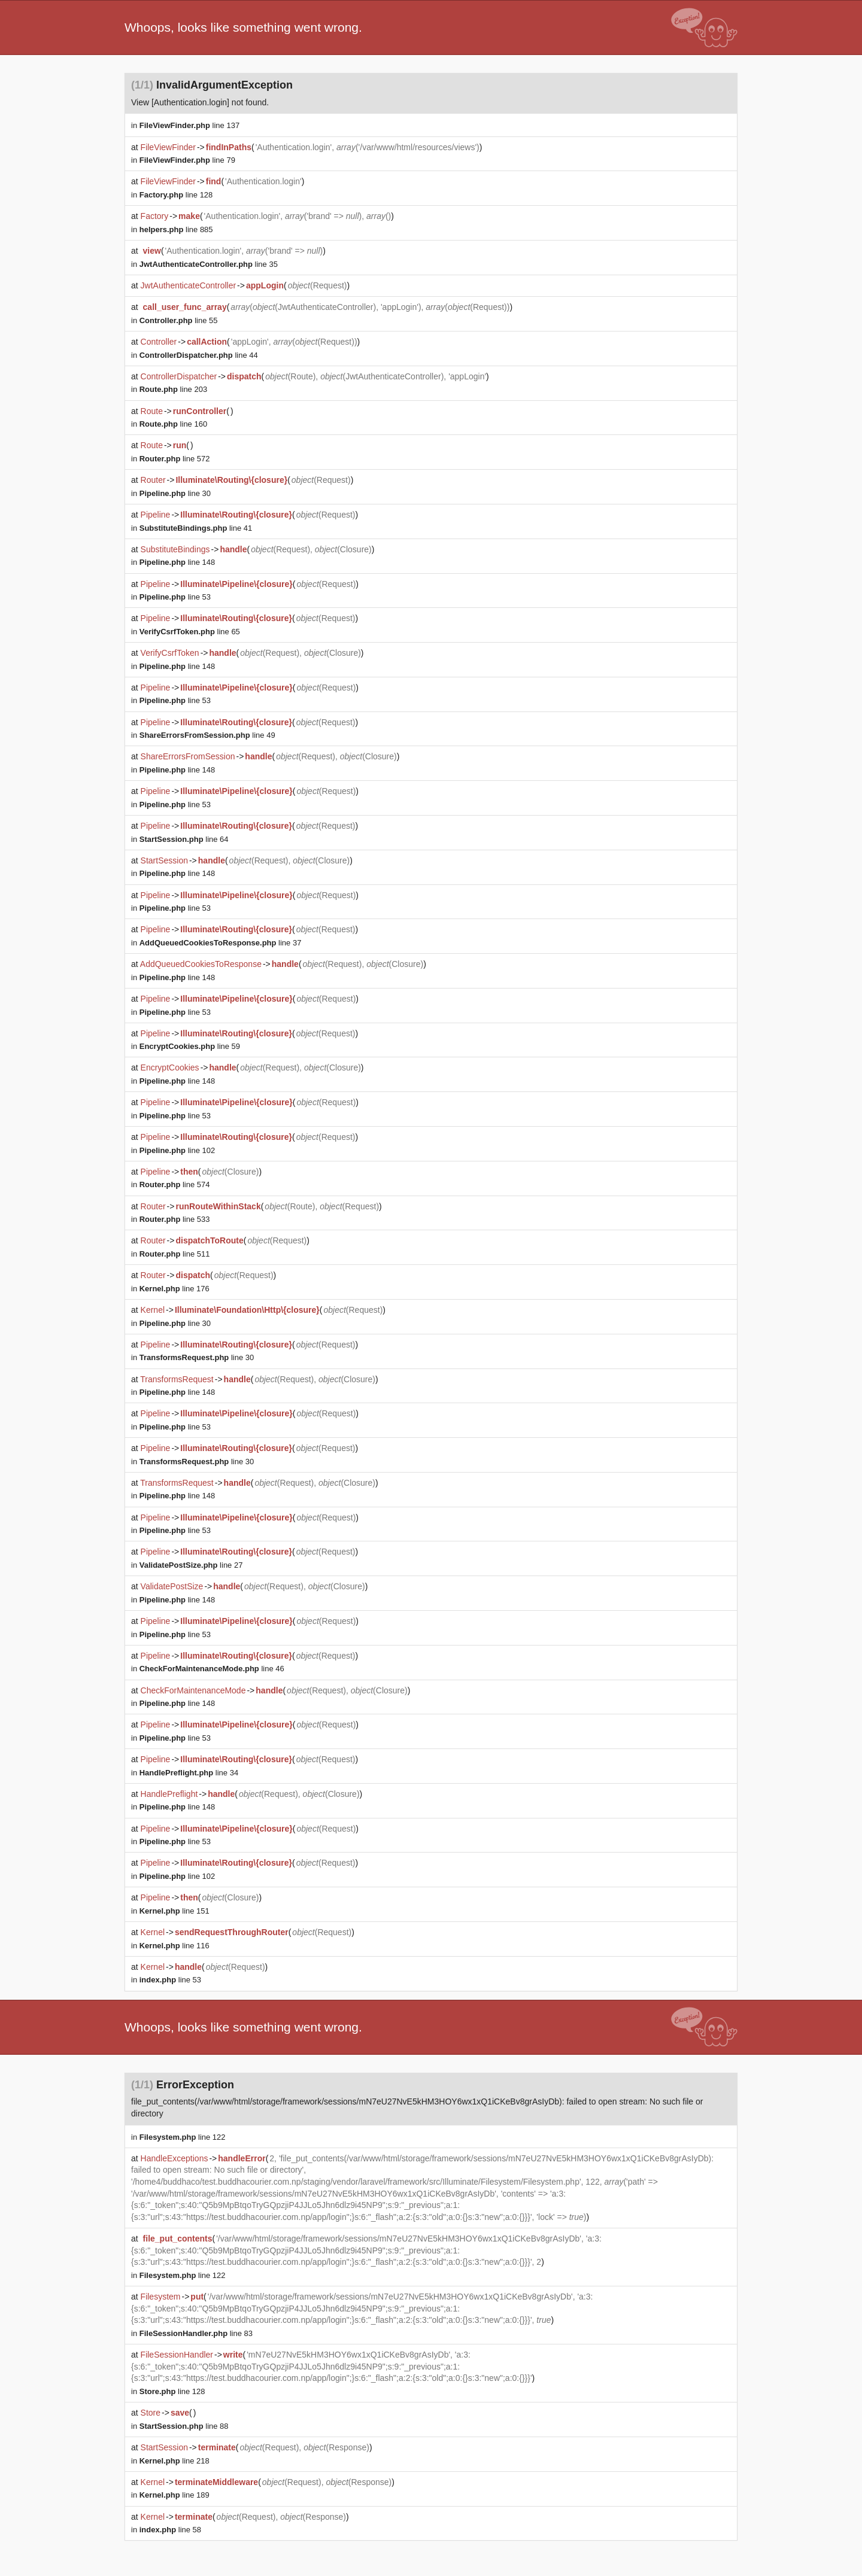 Whoops, looks like something went wrong.
Exception!
(1/1) InvalidArgumentException
View [Authentication.login] not found.
in FileViewFinder.php line 137
at FileViewFinder->findInPaths('Authentication.login', array('/var/www/html/resources/views'))
in FileViewFinder.php line 79
at FileViewFinder->find('Authentication.login')
in Factory.php line 128
at Factory->make('Authentication.login', array('brand' => null), array())
in helpers.php line 885
at view('Authentication.login', array('brand' => null))
in JwtAuthenticateController.php line 35
at JwtAuthenticateController->appLogin(object(Request))
at call_user_func_array(array(object(JwtAuthenticateController), 'appLogin'), array(object(Request)))
in Controller.php line 55
at Controller->callAction('appLogin', array(object(Request)))
in ControllerDispatcher.php line 44
at ControllerDispatcher->dispatch(object(Route), object(JwtAuthenticateController), 'appLogin')
in Route.php line 203
at Route->runController()
in Route.php line 160
at Route->run()
in Router.php line 572
at Router->Illuminate\Routing\{closure}(object(Request))
in Pipeline.php line 30
at Pipeline->Illuminate\Routing\{closure}(object(Request))
in SubstituteBindings.php line 41
at SubstituteBindings->handle(object(Request), object(Closure))
in Pipeline.php line 148
at Pipeline->Illuminate\Pipeline\{closure}(object(Request))
in Pipeline.php line 53
at Pipeline->Illuminate\Routing\{closure}(object(Request))
in VerifyCsrfToken.php line 65
at VerifyCsrfToken->handle(object(Request), object(Closure))
in Pipeline.php line 148
at Pipeline->Illuminate\Pipeline\{closure}(object(Request))
in Pipeline.php line 53
at Pipeline->Illuminate\Routing\{closure}(object(Request))
in ShareErrorsFromSession.php line 49
at ShareErrorsFromSession->handle(object(Request), object(Closure))
in Pipeline.php line 148
at Pipeline->Illuminate\Pipeline\{closure}(object(Request))
in Pipeline.php line 53
at Pipeline->Illuminate\Routing\{closure}(object(Request))
in StartSession.php line 64
at StartSession->handle(object(Request), object(Closure))
in Pipeline.php line 148
at Pipeline->Illuminate\Pipeline\{closure}(object(Request))
in Pipeline.php line 53
at Pipeline->Illuminate\Routing\{closure}(object(Request))
in AddQueuedCookiesToResponse.php line 37
at AddQueuedCookiesToResponse->handle(object(Request), object(Closure))
in Pipeline.php line 148
at Pipeline->Illuminate\Pipeline\{closure}(object(Request))
in Pipeline.php line 53
at Pipeline->Illuminate\Routing\{closure}(object(Request))
in EncryptCookies.php line 59
at EncryptCookies->handle(object(Request), object(Closure))
in Pipeline.php line 148
at Pipeline->Illuminate\Pipeline\{closure}(object(Request))
in Pipeline.php line 53
at Pipeline->Illuminate\Routing\{closure}(object(Request))
in Pipeline.php line 102
at Pipeline->then(object(Closure))
in Router.php line 574
at Router->runRouteWithinStack(object(Route), object(Request))
in Router.php line 533
at Router->dispatchToRoute(object(Request))
in Router.php line 511
at Router->dispatch(object(Request))
in Kernel.php line 176
at Kernel->Illuminate\Foundation\Http\{closure}(object(Request))
in Pipeline.php line 30
at Pipeline->Illuminate\Routing\{closure}(object(Request))
in TransformsRequest.php line 30
at TransformsRequest->handle(object(Request), object(Closure))
in Pipeline.php line 148
at Pipeline->Illuminate\Pipeline\{closure}(object(Request))
in Pipeline.php line 53
at Pipeline->Illuminate\Routing\{closure}(object(Request))
in TransformsRequest.php line 30
at TransformsRequest->handle(object(Request), object(Closure))
in Pipeline.php line 148
at Pipeline->Illuminate\Pipeline\{closure}(object(Request))
in Pipeline.php line 53
at Pipeline->Illuminate\Routing\{closure}(object(Request))
in ValidatePostSize.php line 27
at ValidatePostSize->handle(object(Request), object(Closure))
in Pipeline.php line 148
at Pipeline->Illuminate\Pipeline\{closure}(object(Request))
in Pipeline.php line 53
at Pipeline->Illuminate\Routing\{closure}(object(Request))
in CheckForMaintenanceMode.php line 46
at CheckForMaintenanceMode->handle(object(Request), object(Closure))
in Pipeline.php line 148
at Pipeline->Illuminate\Pipeline\{closure}(object(Request))
in Pipeline.php line 53
at Pipeline->Illuminate\Routing\{closure}(object(Request))
in HandlePreflight.php line 34
at HandlePreflight->handle(object(Request), object(Closure))
in Pipeline.php line 148
at Pipeline->Illuminate\Pipeline\{closure}(object(Request))
in Pipeline.php line 53
at Pipeline->Illuminate\Routing\{closure}(object(Request))
in Pipeline.php line 102
at Pipeline->then(object(Closure))
in Kernel.php line 151
at Kernel->sendRequestThroughRouter(object(Request))
in Kernel.php line 116
at Kernel->handle(object(Request))
in index.php line 53
Whoops, looks like something went wrong.
Exception!
(1/1) ErrorException
file_put_contents(/var/www/html/storage/framework/sessions/mN7eU27NvE5kHM3HOY6wx1xQ1iCKeBv8grAsIyDb): failed to open stream: No such file or
directory
in Filesystem.php line 122
at HandleExceptions->handleError(2, 'file_put_contents(/var/www/html/storage/framework/sessions/mN7eU27NvE5kHM3HOY6wx1xQ1iCKeBv8grAsIyDb):
failed to open stream: No such file or directory',
'/home4/buddhaco/test.buddhacourier.com.np/staging/vendor/laravel/framework/src/Illuminate/Filesystem/Filesystem.php', 122, array('path' =>
'/var/www/html/storage/framework/sessions/mN7eU27NvE5kHM3HOY6wx1xQ1iCKeBv8grAsIyDb', 'contents' => 'a:3:
{s:6:"_token";s:40:"Q5b9MpBtqoTryGQpzjiP4JJLo5Jhn6dlz9i45NP9";s:9:"_previous";a:1:
{s:3:"url";s:43:"https://test.buddhacourier.com.np/app/login";}s:6:"_flash";a:2:{s:3:"old";a:0:{}s:3:"new";a:0:{}}}', 'lock' => true))
at file_put_contents('/var/www/html/storage/framework/sessions/mN7eU27NvE5kHM3HOY6wx1xQ1iCKeBv8grAsIyDb', 'a:3:
{s:6:"_token";s:40:"Q5b9MpBtqoTryGQpzjiP4JJLo5Jhn6dlz9i45NP9";s:9:"_previous";a:1:
{s:3:"url";s:43:"https://test.buddhacourier.com.np/app/login";}s:6:"_flash";a:2:{s:3:"old";a:0:{}s:3:"new";a:0:{}}}', 2)
in Filesystem.php line 122
at Filesystem->put('/var/www/html/storage/framework/sessions/mN7eU27NvE5kHM3HOY6wx1xQ1iCKeBv8grAsIyDb', 'a:3:
{s:6:"_token";s:40:"Q5b9MpBtqoTryGQpzjiP4JJLo5Jhn6dlz9i45NP9";s:9:"_previous";a:1:
{s:3:"url";s:43:"https://test.buddhacourier.com.np/app/login";}s:6:"_flash";a:2:{s:3:"old";a:0:{}s:3:"new";a:0:{}}}', true)
in FileSessionHandler.php line 83
at FileSessionHandler->write('mN7eU27NvE5kHM3HOY6wx1xQ1iCKeBv8grAsIyDb', 'a:3:
{s:6:"_token";s:40:"Q5b9MpBtqoTryGQpzjiP4JJLo5Jhn6dlz9i45NP9";s:9:"_previous";a:1:
{s:3:"url";s:43:"https://test.buddhacourier.com.np/app/login";}s:6:"_flash";a:2:{s:3:"old";a:0:{}s:3:"new";a:0:{}}}')
in Store.php line 128
at Store->save()
in StartSession.php line 88
at StartSession->terminate(object(Request), object(Response))
in Kernel.php line 218
at Kernel->terminateMiddleware(object(Request), object(Response))
in Kernel.php line 189
at Kernel->terminate(object(Request), object(Response))
in index.php line 58